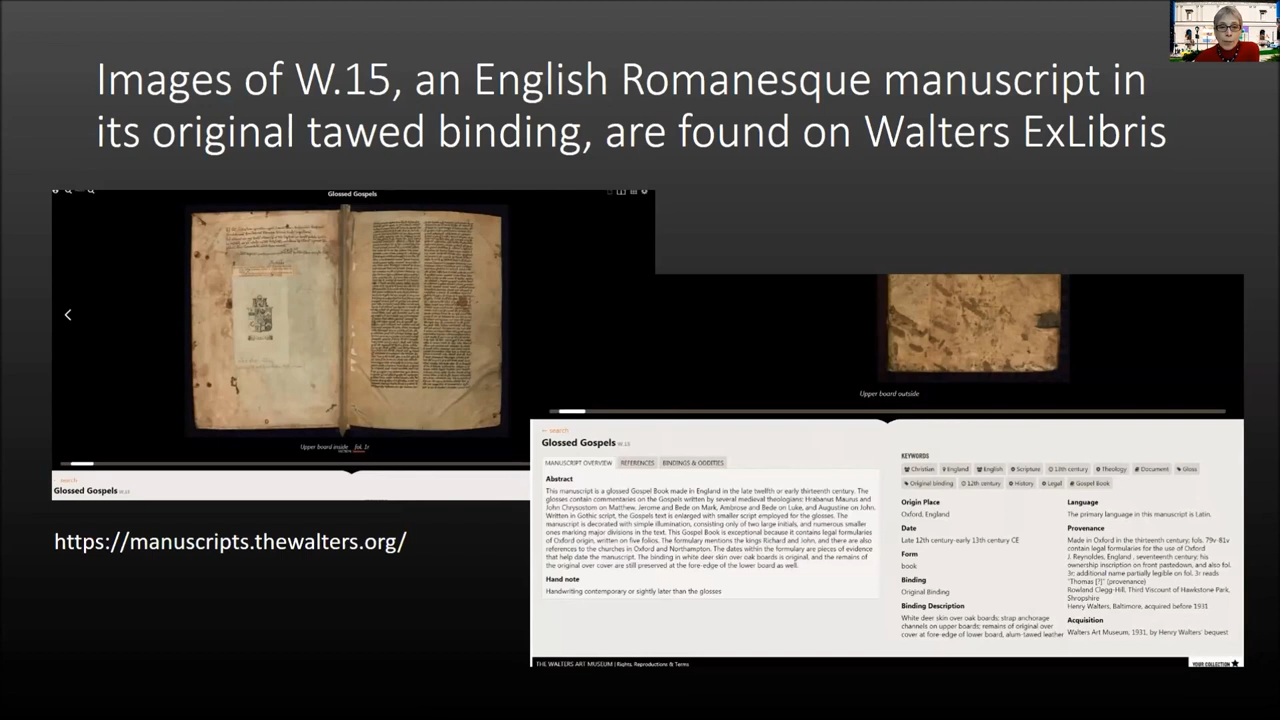 Images of W.15, an English Romanesque manuscript in
its original tawed binding, are found on Walters ExLibris
Glossed Gospels
Upper board inside fol. 1r
← search
Glossed Gospels W.15
https://manuscripts.thewalters.org/
Upper board outside
← search
Glossed Gospels W.15
MANUSCRIPT OVERVIEW REFERENCES BINDINGS & ODDITIES
Abstract
This manuscript is a glossed Gospel Book made in England in the late twelfth or early thirteenth century. The
glosses contain commentaries on the Gospels written by several medieval theologians: Hrabanus Maurus and
John Chrysostom on Matthew, Jerome and Bede on Mark, Ambrose and Bede on Luke, and Augustine on John.
Written in Gothic script, the Gospels text is enlarged with smaller script employed for the glosses. The
manuscript is decorated with simple illumination, consisting only of two large initials, and numerous smaller
ones marking major divisions in the text. This Gospel Book is exceptional because it contains legal formularies
of Oxford origin, written on five folios. The formulary mentions the kings Richard and John, and there are also
references to the churches in Oxford and Northampton. The dates within the formulary are pieces of evidence
that help date the manuscript. The binding in white deer skin over oak boards is original, and the remains of
the original over cover are still preserved at the fore-edge of the lower board as well.
Hand note
Handwriting contemporary or sightly later than the glosses
KEYWORDS
Christian England English Scripture 13th century Theology Document Gloss
Original binding 12th century History Legal Gospel Book
Origin Place
Oxford, England
Date
Late 12th century-early 13th century CE
Form
book
Binding
Original Binding
Binding Description
White deer skin over oak boards; strap anchorage
channels on upper boards; remains of original over
cover at fore-edge of lower board, alum-tawed leather
Language
The primary language in this manuscript is Latin.
Provenance
Made in Oxford in the thirteenth century; fols. 79v-81v
contain legal formularies for the use of Oxford
J. Reynoldes, England , seventeenth century; his
ownership inscription on front pastedown, and also fol.
3r; additional name partially legible on fol. 3r reads
"Thomas [?]" (provenance)
Rowland Clegg-Hill, Third Viscount of Hawkstone Park,
Shropshire
Henry Walters, Baltimore, acquired before 1931
Acquisition
Walters Art Museum, 1931, by Henry Walters' bequest
THE WALTERS ART MUSEUM | Rights, Reproductions & Terms
YOUR COLLECTION